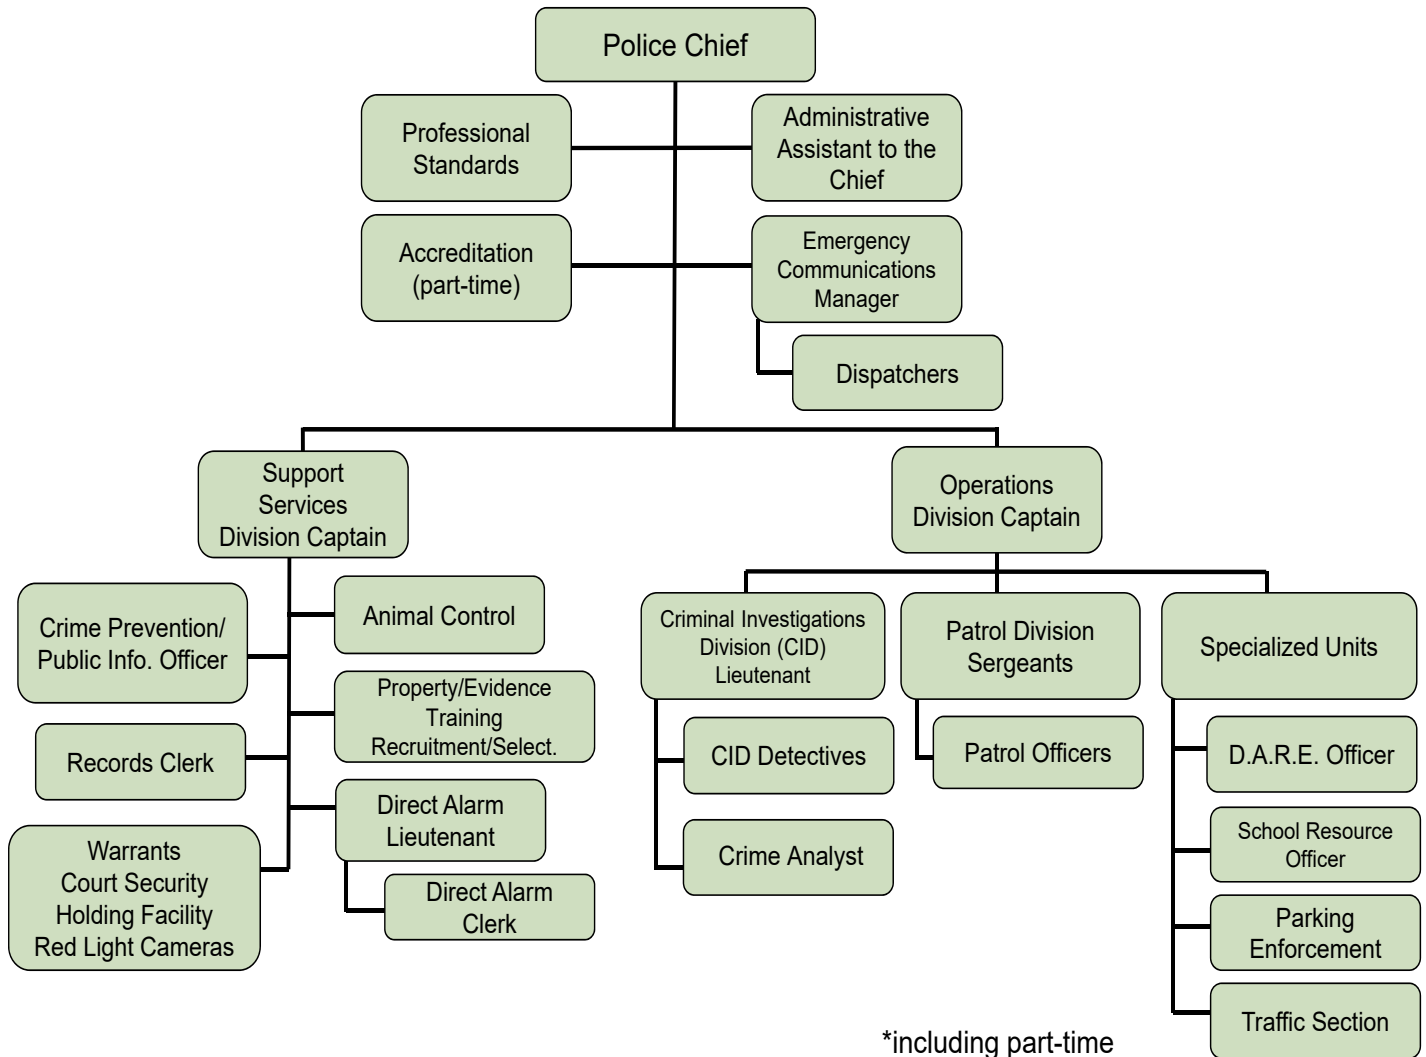 Police Chief
Professional
Standards
Administrative
Assistant to the
Chief
Accreditation
(part-time)
Emergency
Communications
Manager
Dispatchers
Support
Services
Division Captain
Operations
Division Captain
Crime Prevention/
Public Info. Officer
Animal Control
Property/Evidence
Training
Recruitment/Select.
Records Clerk
Direct Alarm
Lieutenant
Warrants
Court Security
Holding Facility
Red Light Cameras
Direct Alarm
Clerk
Criminal Investigations
Division (CID)
Lieutenant
CID Detectives
Crime Analyst
Patrol Division
Sergeants
Patrol Officers
Specialized Units
D.A.R.E. Officer
School Resource
Officer
Parking
Enforcement
Traffic Section
*including part-time